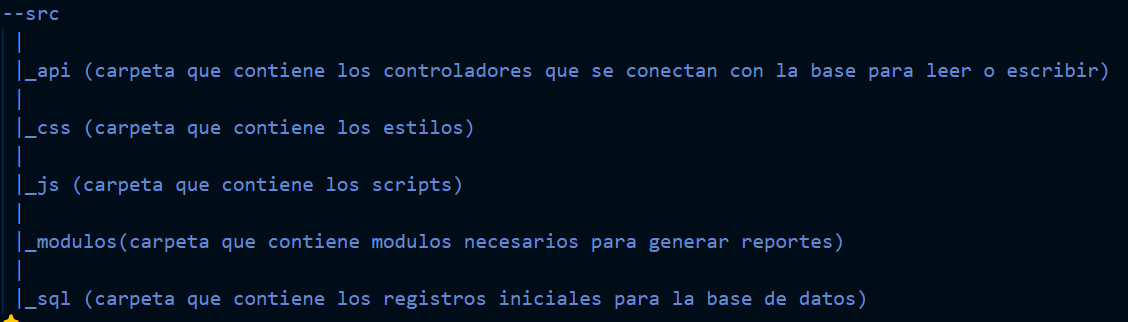 --src
|
|_api (carpeta que contiene los controladores que se conectan con la base para leer o escribir)
|
|_css (carpeta que contiene los estilos)
|
|_js (carpeta que contiene los scripts)
|
|_modulos(carpeta que contiene modulos necesarios para generar reportes)
|
|_sql (carpeta que contiene los registros iniciales para la base de datos)